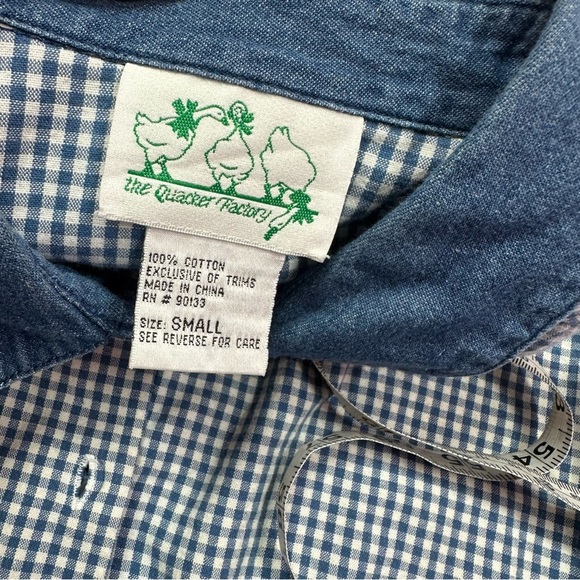 the Quacker Factory
100% COTTON
EXCLUSIVE OF TRIMS
MADE IN CHINA
RN # 90133
SIZE: SMALL
SEE REVERSE FOR CARE
54